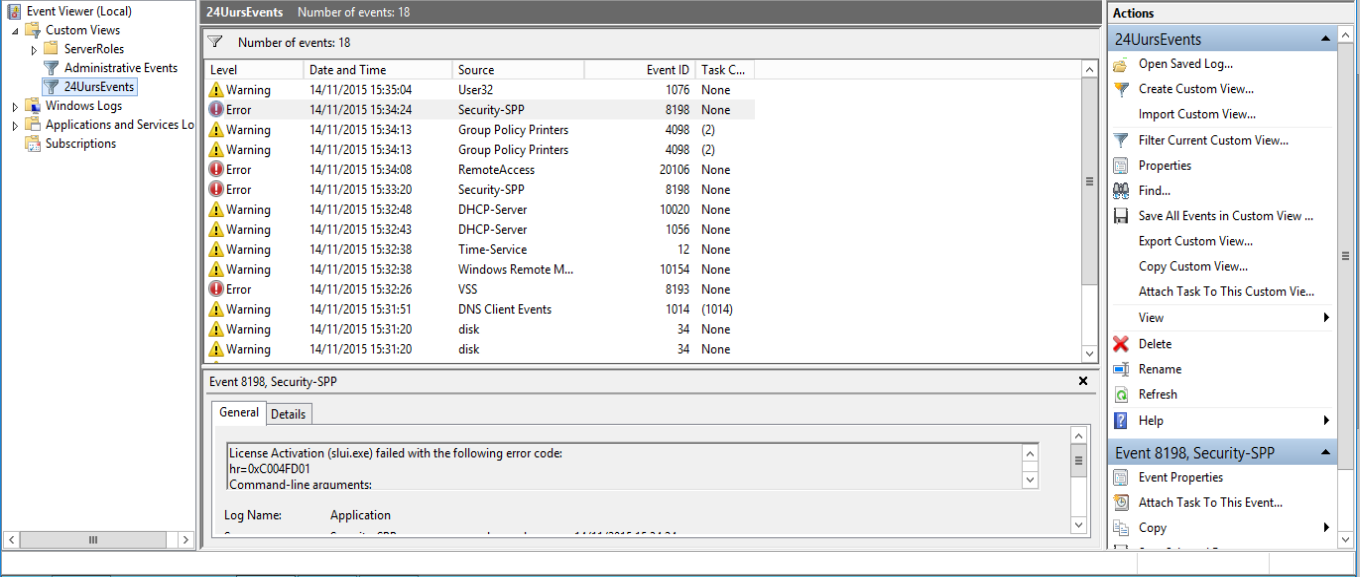 Event Viewer (Local)
Custom Views
ServerRoles
Administrative Events
24UursEvents
Windows Logs
Applications and Services Lo
Subscriptions
24UursEvents Number of events: 18
Number of events: 18
Level Date and Time Source Event ID Task C...
Warning 14/11/2015 15:35:04 User32 1076 None
Error 14/11/2015 15:34:24 Security-SPP 8198 None
Warning 14/11/2015 15:34:13 Group Policy Printers 4098 (2)
Warning 14/11/2015 15:34:13 Group Policy Printers 4098 (2)
Error 14/11/2015 15:34:08 RemoteAccess 20106 None
Error 14/11/2015 15:33:20 Security-SPP 8198 None
Warning 14/11/2015 15:32:48 DHCP-Server 10020 None
Warning 14/11/2015 15:32:43 DHCP-Server 1056 None
Warning 14/11/2015 15:32:38 Time-Service 12 None
Warning 14/11/2015 15:32:38 Windows Remote M... 10154 None
Error 14/11/2015 15:32:26 VSS 8193 None
Warning 14/11/2015 15:31:51 DNS Client Events 1014 (1014)
Warning 14/11/2015 15:31:20 disk 34 None
Warning 14/11/2015 15:31:20 disk 34 None
Event 8198, Security-SPP
General Details
License Activation (slui.exe) failed with the following error code:
hr=0xC004FD01
Command-line arguments:
Log Name: Application
Actions
24UursEvents
Open Saved Log...
Create Custom View...
Import Custom View...
Filter Current Custom View...
Properties
Find...
Save All Events in Custom View ...
Export Custom View...
Copy Custom View...
Attach Task To This Custom Vie...
View
Delete
Rename
Refresh
Help
Event 8198, Security-SPP
Event Properties
Attach Task To This Event...
Copy